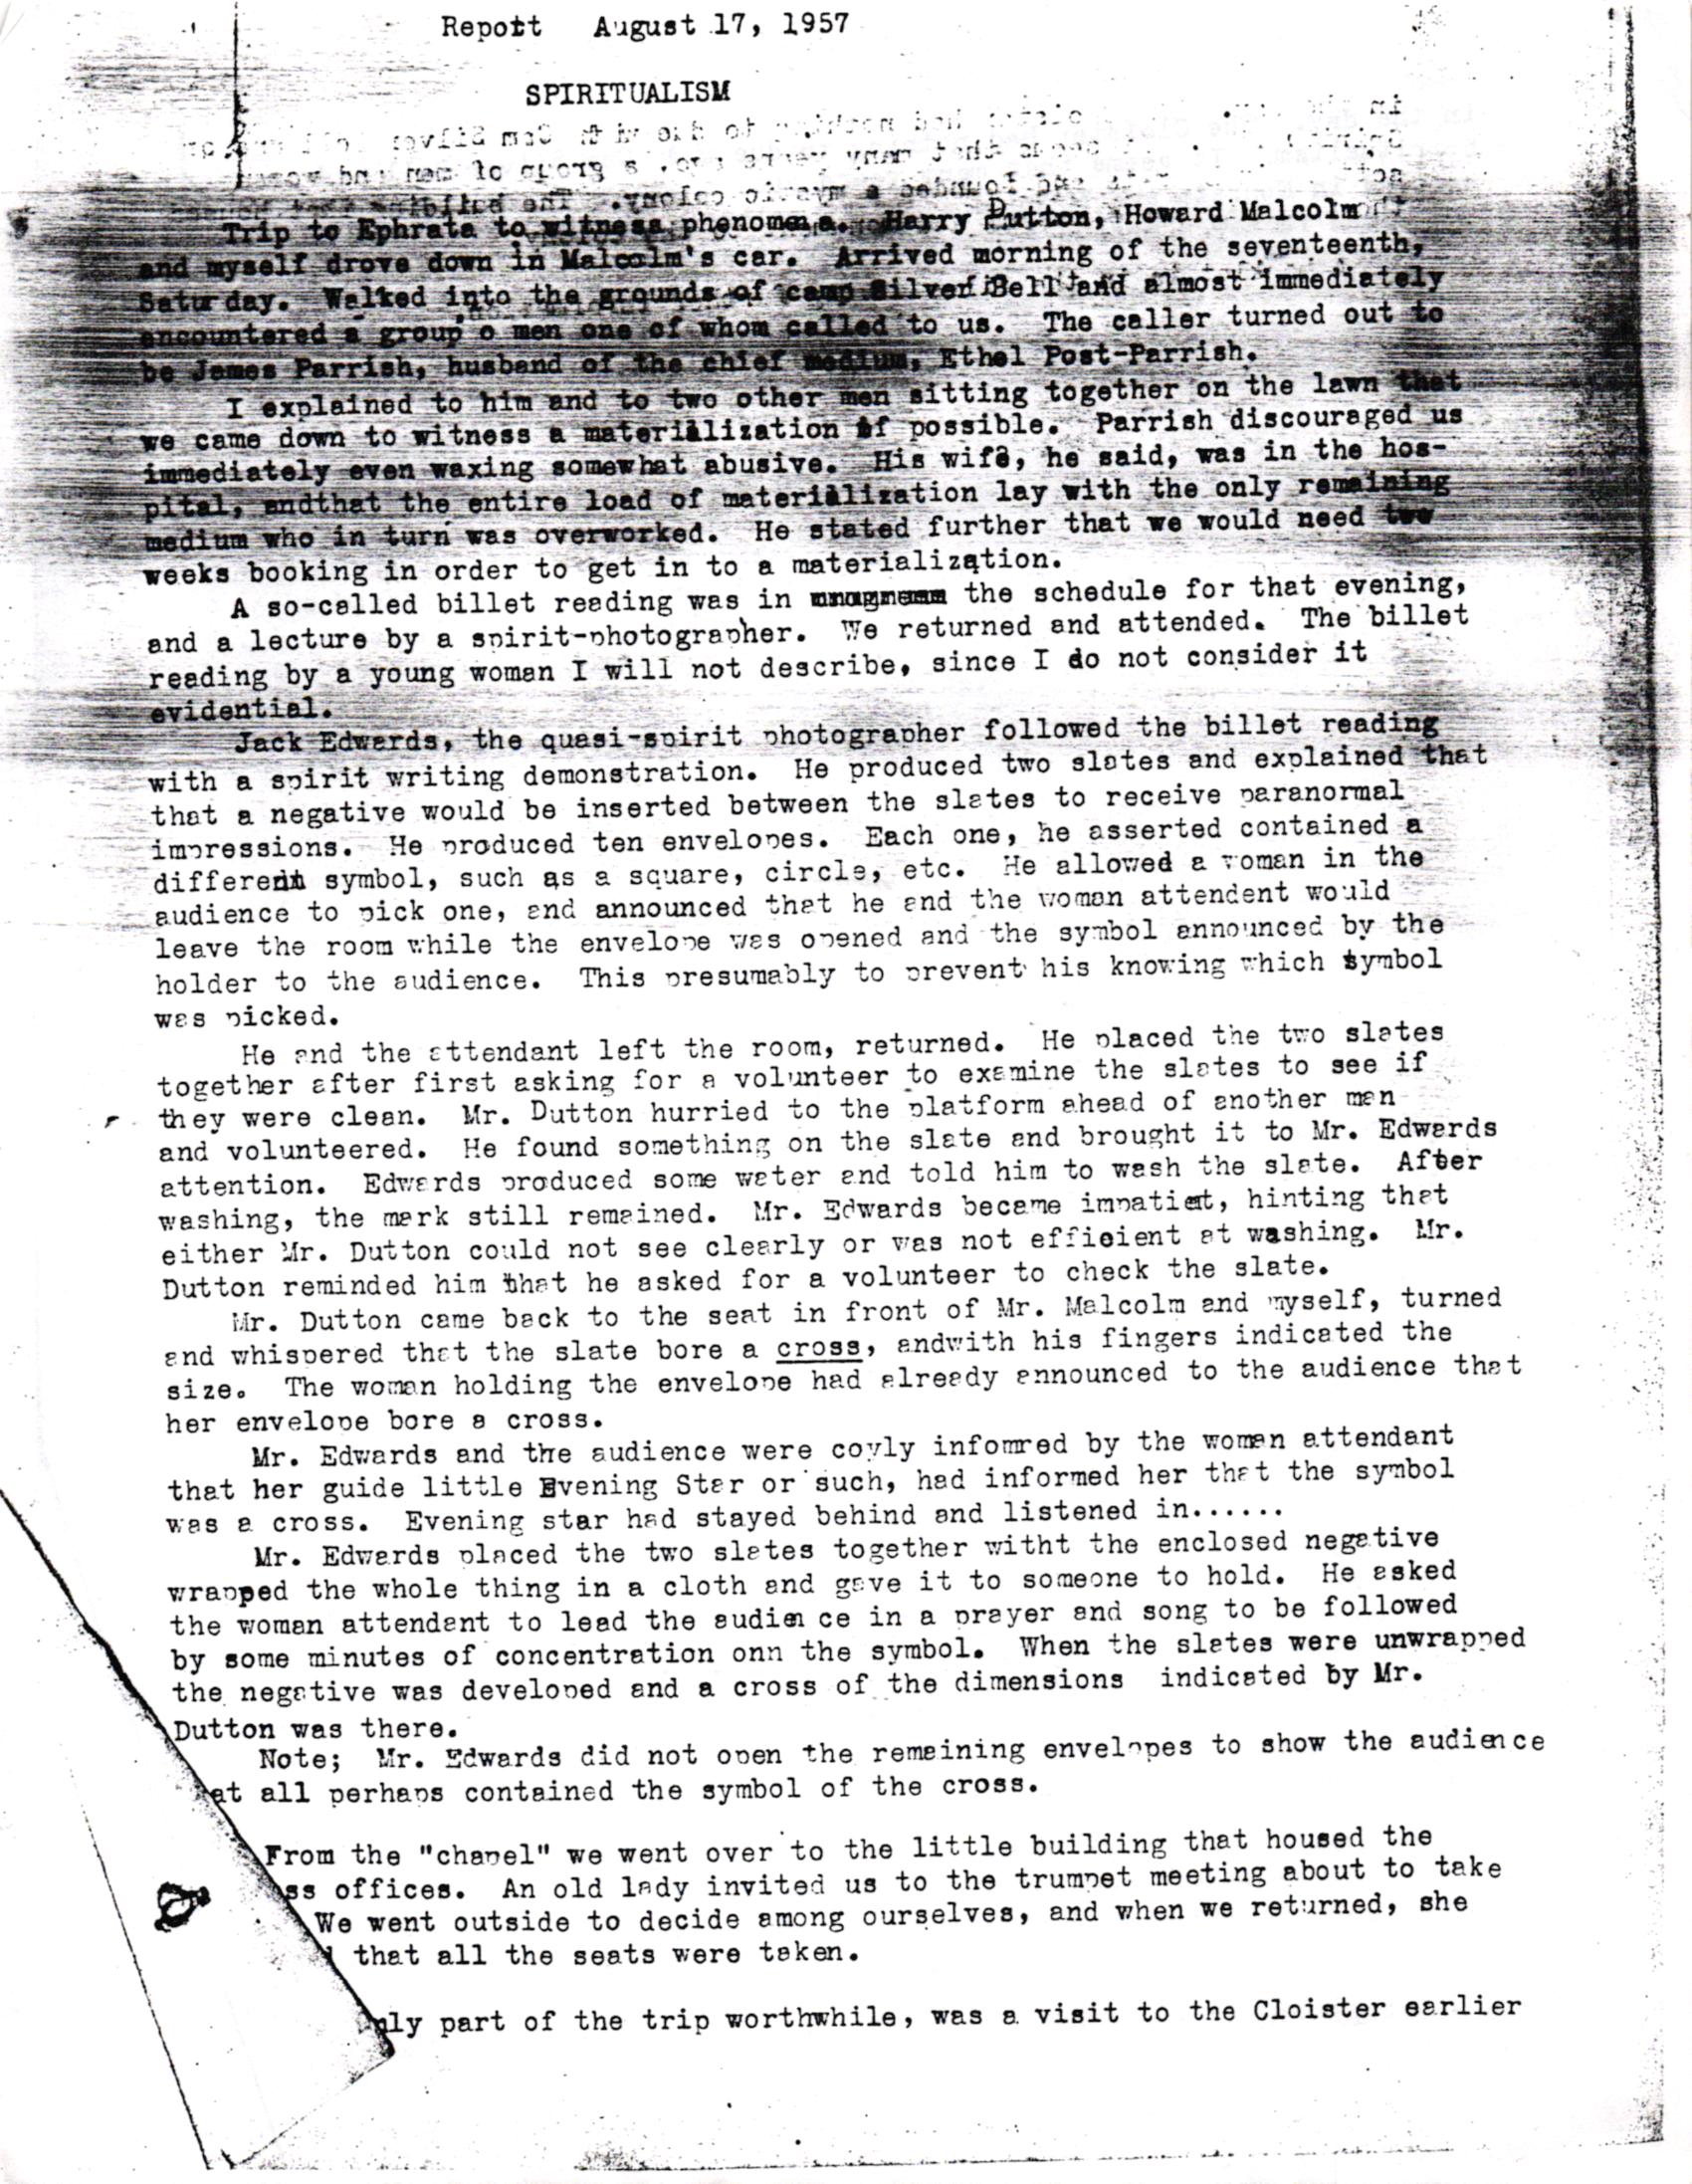 Repott August 17, 1957
SPIRITUALISM
Trip to Ephrata to witness phenomena. Harry Dutton, Howard Malcolm
and myself drove down in Malcolm's car. Arrived morning of the seventeenth,
Saturday. Walked into the grounds of camp Silver Bell and almost immediately
encountered a group o men one of whom called to us. The caller turned out to
be James Parrish, husband of the chief medium, Ethel Post-Parrish.
I explained to him and to two other men sitting together on the lawn that
we came down to witness a materialization if possible. Parrish discouraged us
immediately even waxing somewhat abusive. His wife, he said, was in the hos-
pital, andthat the entire load of materialization lay with the only remaining
medium who in turn was overworked. He stated further that we would need two
weeks booking in order to get in to a materialization.
A so-called billet reading was in the schedule for that evening,
and a lecture by a spirit-photographer. We returned and attended. The billet
reading by a young woman I will not describe, since I do not consider it
evidential.
Jack Edwards, the quasi-spirit photographer followed the billet reading
with a spirit writing demonstration. He produced two slates and explained that
that a negative would be inserted between the slates to receive paranormal
impressions. He produced ten envelopes. Each one, he asserted contained a
different symbol, such as a square, circle, etc. He allowed a woman in the
audience to pick one, and announced that he and the woman attendent would
leave the room while the envelope was opened and the symbol announced by the
holder to the audience. This presumably to prevent his knowing which symbol
was picked.
He and the attendant left the room, returned. He placed the two slates
together after first asking for a volunteer to examine the slates to see if
they were clean. Mr. Dutton hurried to the platform ahead of another man
and volunteered. He found something on the slate and brought it to Mr. Edwards
attention. Edwards produced some water and told him to wash the slate. After
washing, the mark still remained. Mr. Edwards became impatient, hinting that
either Mr. Dutton could not see clearly or was not efficient at washing. Mr.
Dutton reminded him that he asked for a volunteer to check the slate.
Mr. Dutton came back to the seat in front of Mr. Malcolm and myself, turned
and whispered that the slate bore a cross, andwith his fingers indicated the
size. The woman holding the envelope had already announced to the audience that
her envelope bore a cross.
Mr. Edwards and the audience were coyly infomred by the woman attendant
that her guide little Evening Star or such, had informed her that the symbol
was a cross. Evening star had stayed behind and listened in......
Mr. Edwards placed the two slates together witht the enclosed negative
wrapped the whole thing in a cloth and gave it to someone to hold. He asked
the woman attendant to lead the audience in a prayer and song to be followed
by some minutes of concentration onn the symbol. When the slates were unwrapped
the negative was developed and a cross of the dimensions indicated by Mr.
Dutton was there.
Note; Mr. Edwards did not open the remaining envelopes to show the audience
at all perhaps contained the symbol of the cross.
From the "chapel" we went over to the little building that housed the
ss offices. An old lady invited us to the trumpet meeting about to take
We went outside to decide among ourselves, and when we returned, she
that all the seats were taken.
nly part of the trip worthwhile, was a visit to the Cloister earlier